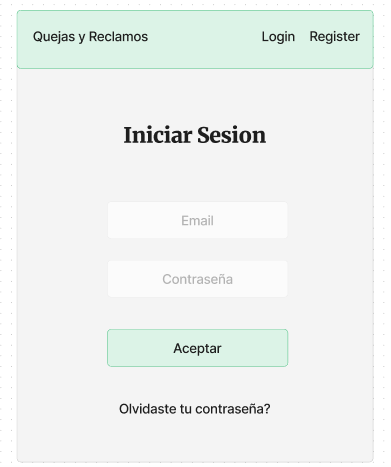 Quejas y Reclamos Login Register
Iniciar Sesion
Email
Contraseña
Aceptar
Olvidaste tu contraseña?